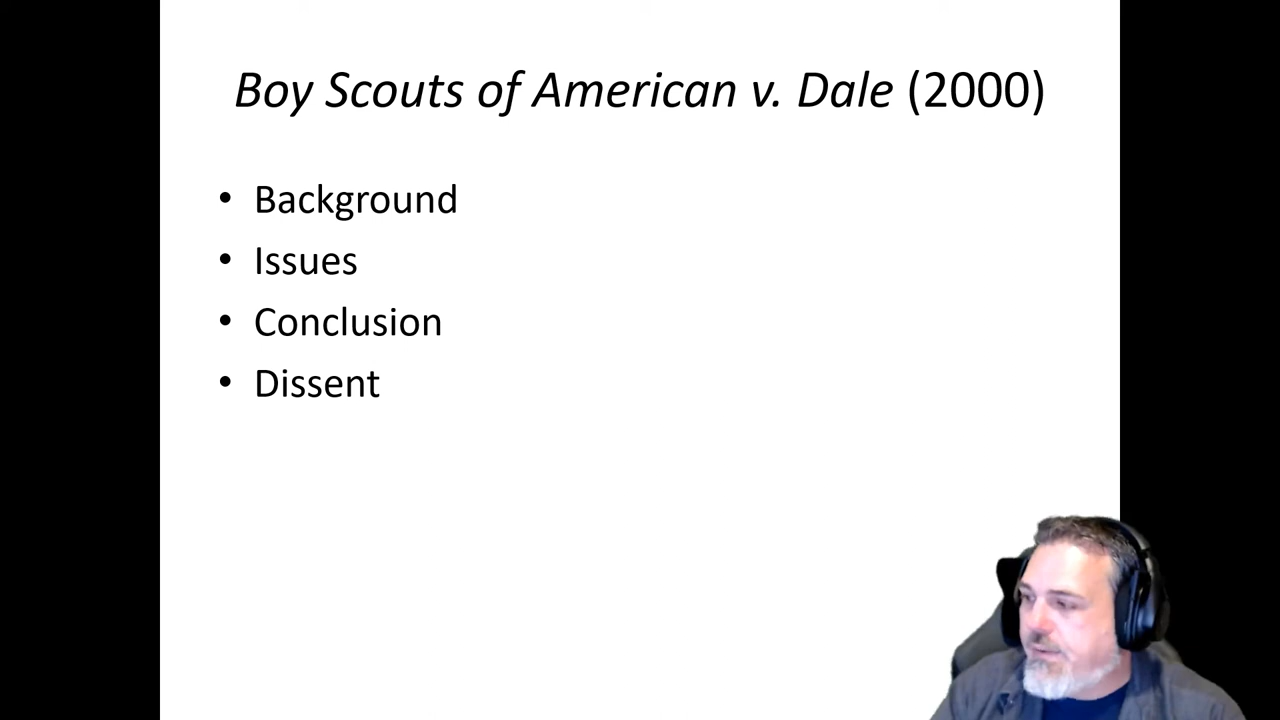 Boy Scouts of American v. Dale (2000)
• Background
• Issues
• Conclusion
• Dissent